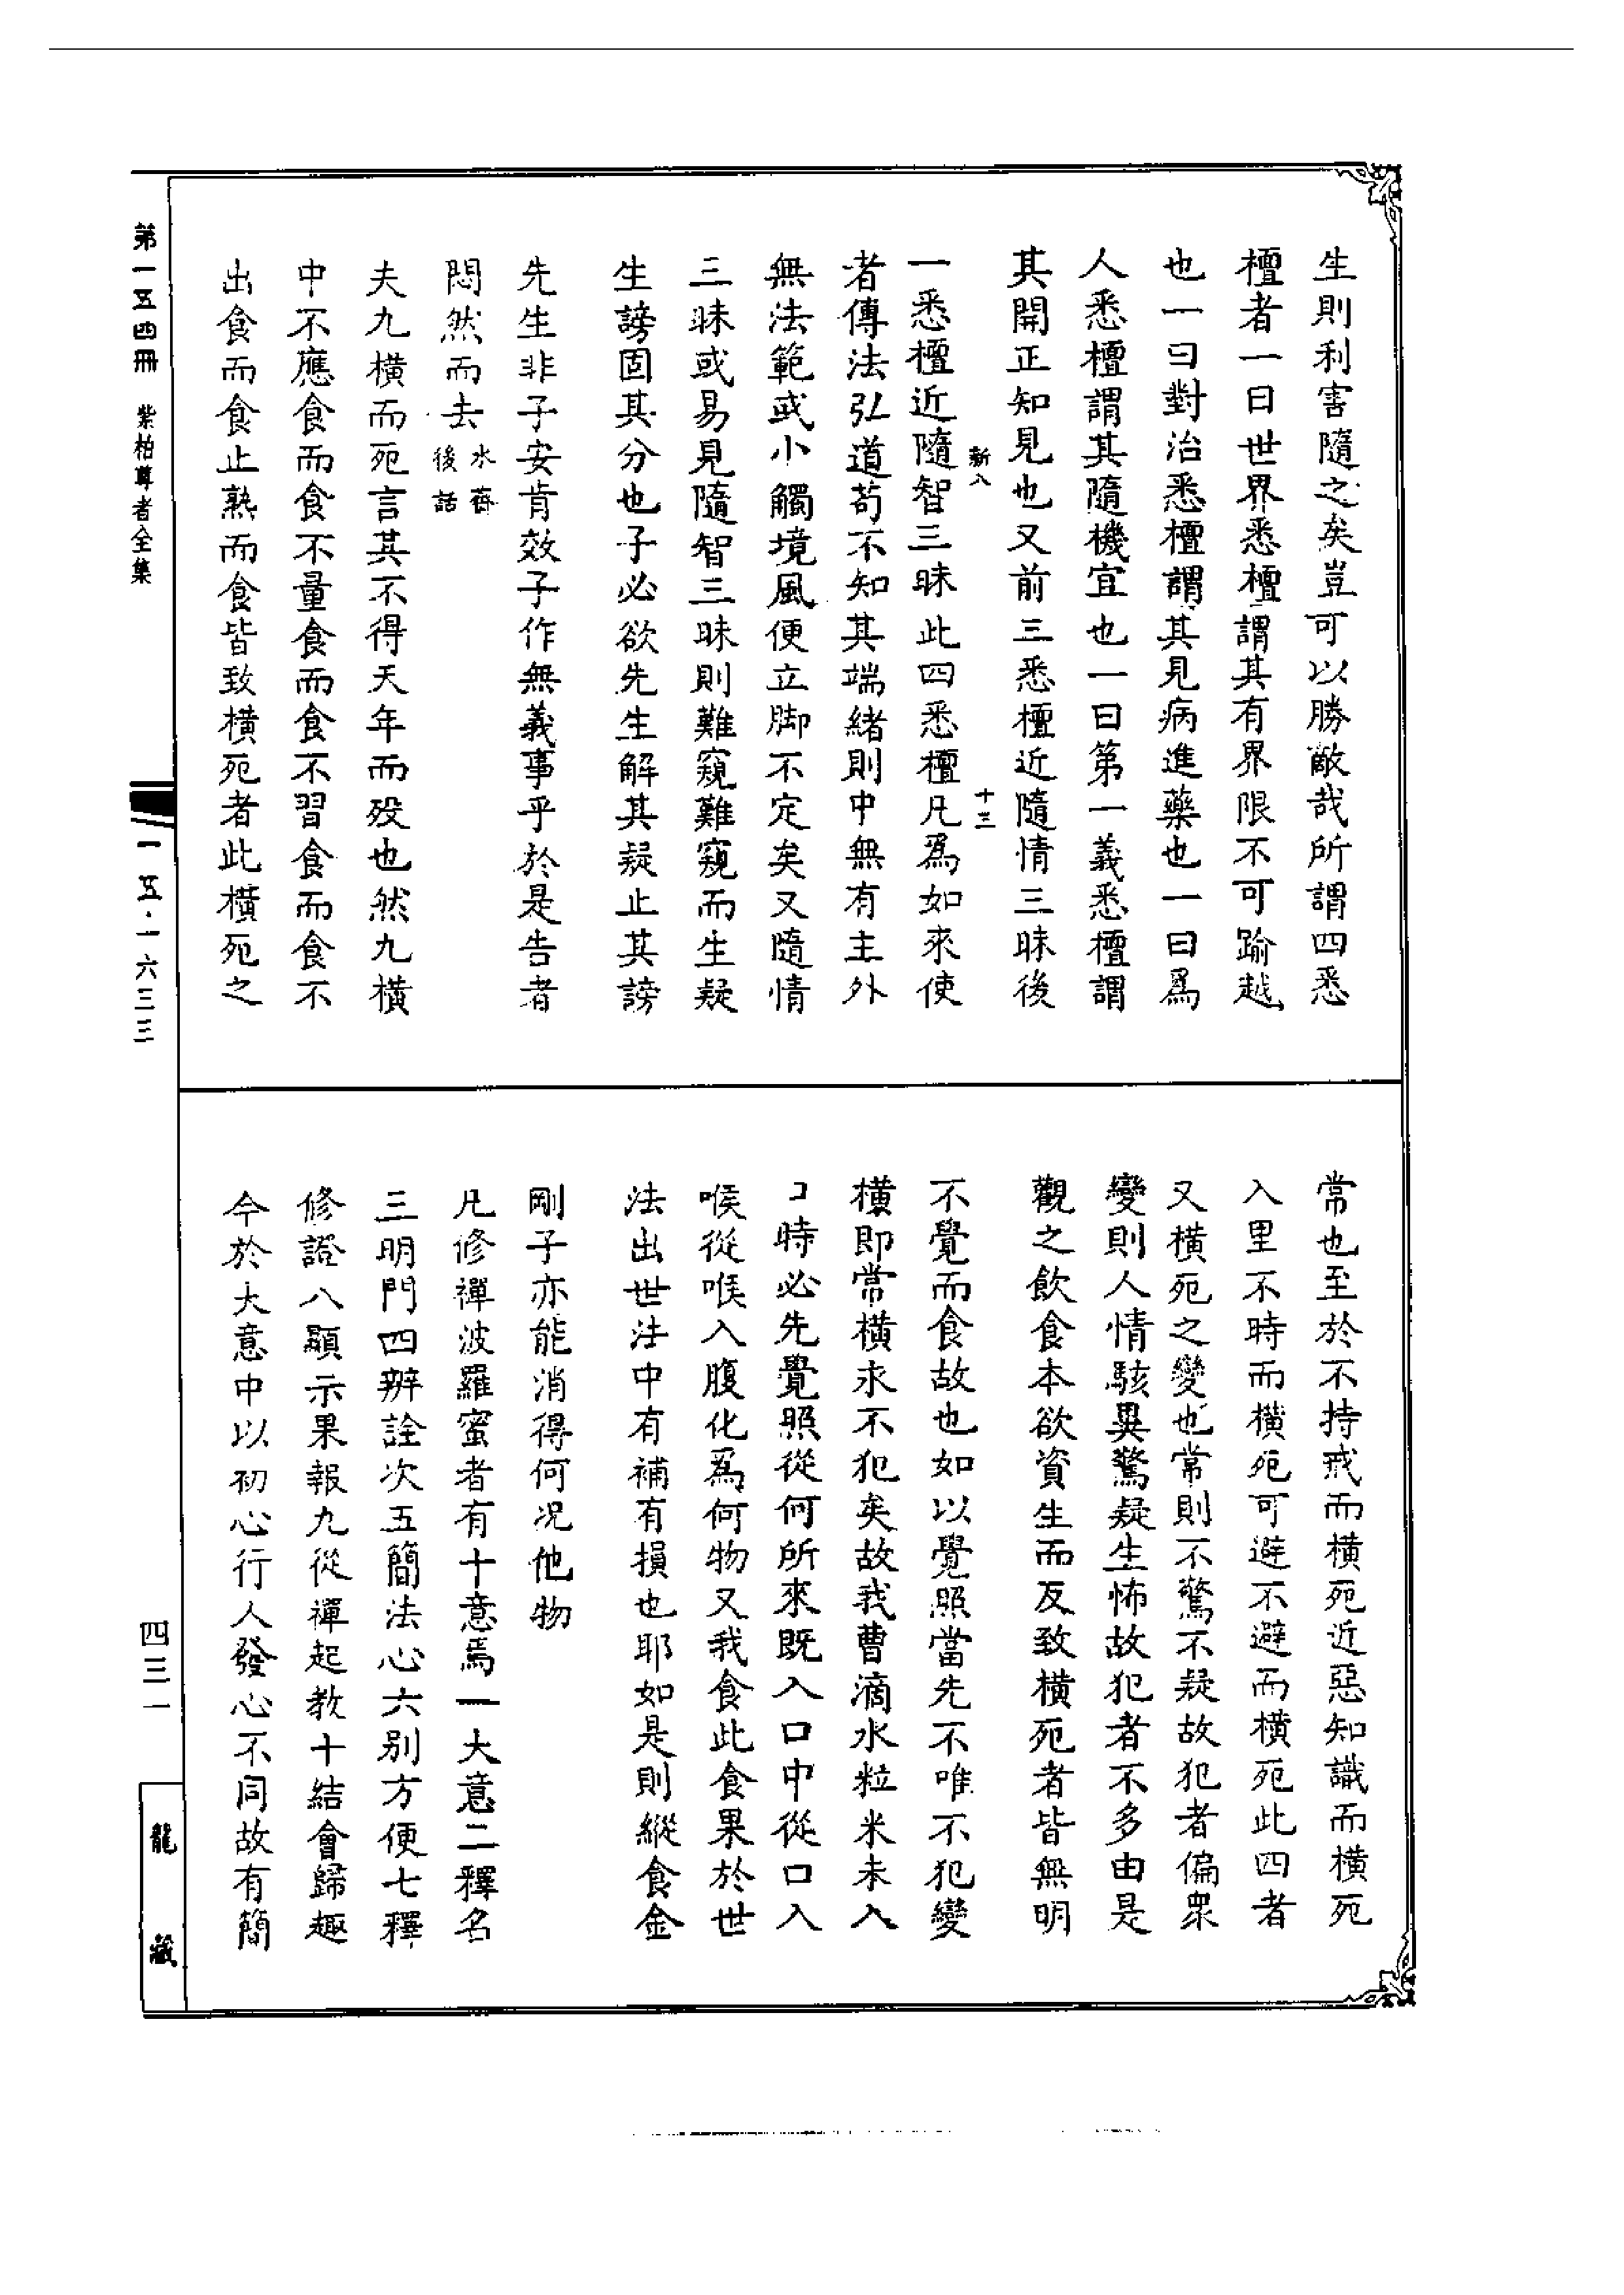 生則利害隨之矣豈可以勝敵哉所謂四悉
檀者一曰世界悉檀謂其有界限不可踰越
也一曰對治悉檀謂其見病進藥也一曰爲
人悉檀謂其隨機宜也一曰第一義悉檀謂
其開正知見也又前三悉檀近隨情三昧後
新入 十三
一悉檀近隨智三昧此四悉檀凡爲如來使
者傳法弘道苟不知其端緒則中無有主外
無法範或小觸境風便立脚不定矣又隨情
三昧或易見隨智三昧則難窺難窺而生疑
生謗固其分也子必欲先生解其疑止其謗
先生非子安肯效子作無義事乎於是告者
悶然而去水齋後話
夫九橫而宛言其不得天年而殁也然九橫
中不應食而食不量食而食不習食而食不
出食而食止熟而食皆致橫宛者此橫宛之
常也至於不持戒而橫宛近惡知識而橫宛
入里不時而橫宛可避不避而橫宛此四者
又橫宛之變也常則不驚不疑故犯者偏衆
變則人情駭異驚疑生怖故犯者不多由是
觀之飲食本欲資生而反致橫宛者皆無明
不覺而食故也如以覺照當先不唯不犯變
橫即常橫永不犯矣故我曹滴水粒米未入
口時必先覺照從何所來既入口中從口入
喉從喉入腹化爲何物又我食此食果於世
法出世法中有補有損也耶如是則縱食金
剛子亦能消得何况他物
凡修禪波羅蜜者有十意焉一大意二釋名
三明門四辨詮次五簡法心六别方便七釋
修證八顯示果報九從禪起教十結會歸趣
今於大意中以初心行人發心不同故有簡
第一五四冊 紫柏尊者全集
一五·一六三三
四三一
龍藏